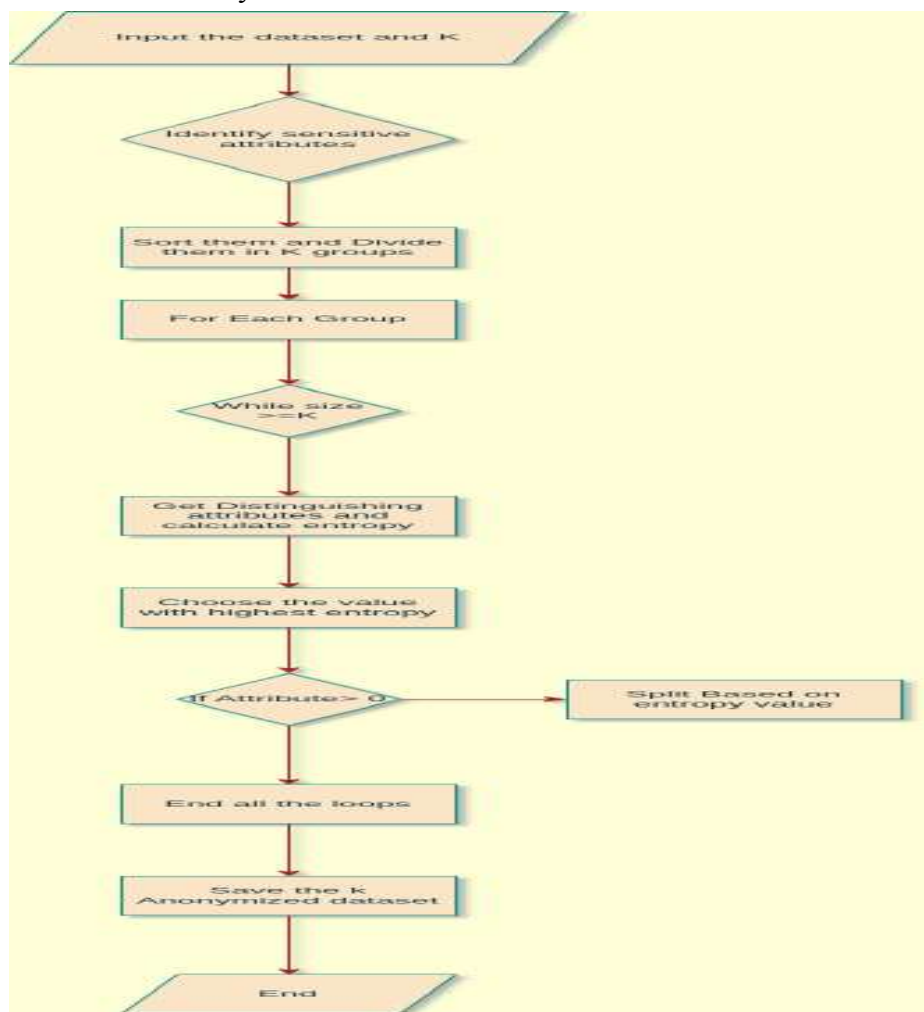 Input the dataset and K
Identify sensitive
attributes
Sort them and Divide
them in K groups
For Each Group
While size
>=K
Get Distinguishing
attributes and
calculate entropy
Choose the value
with highest entropy
If Attribute> 0
Split Based on
entropy value
End all the loops
Save the k
Anonymized dataset
End